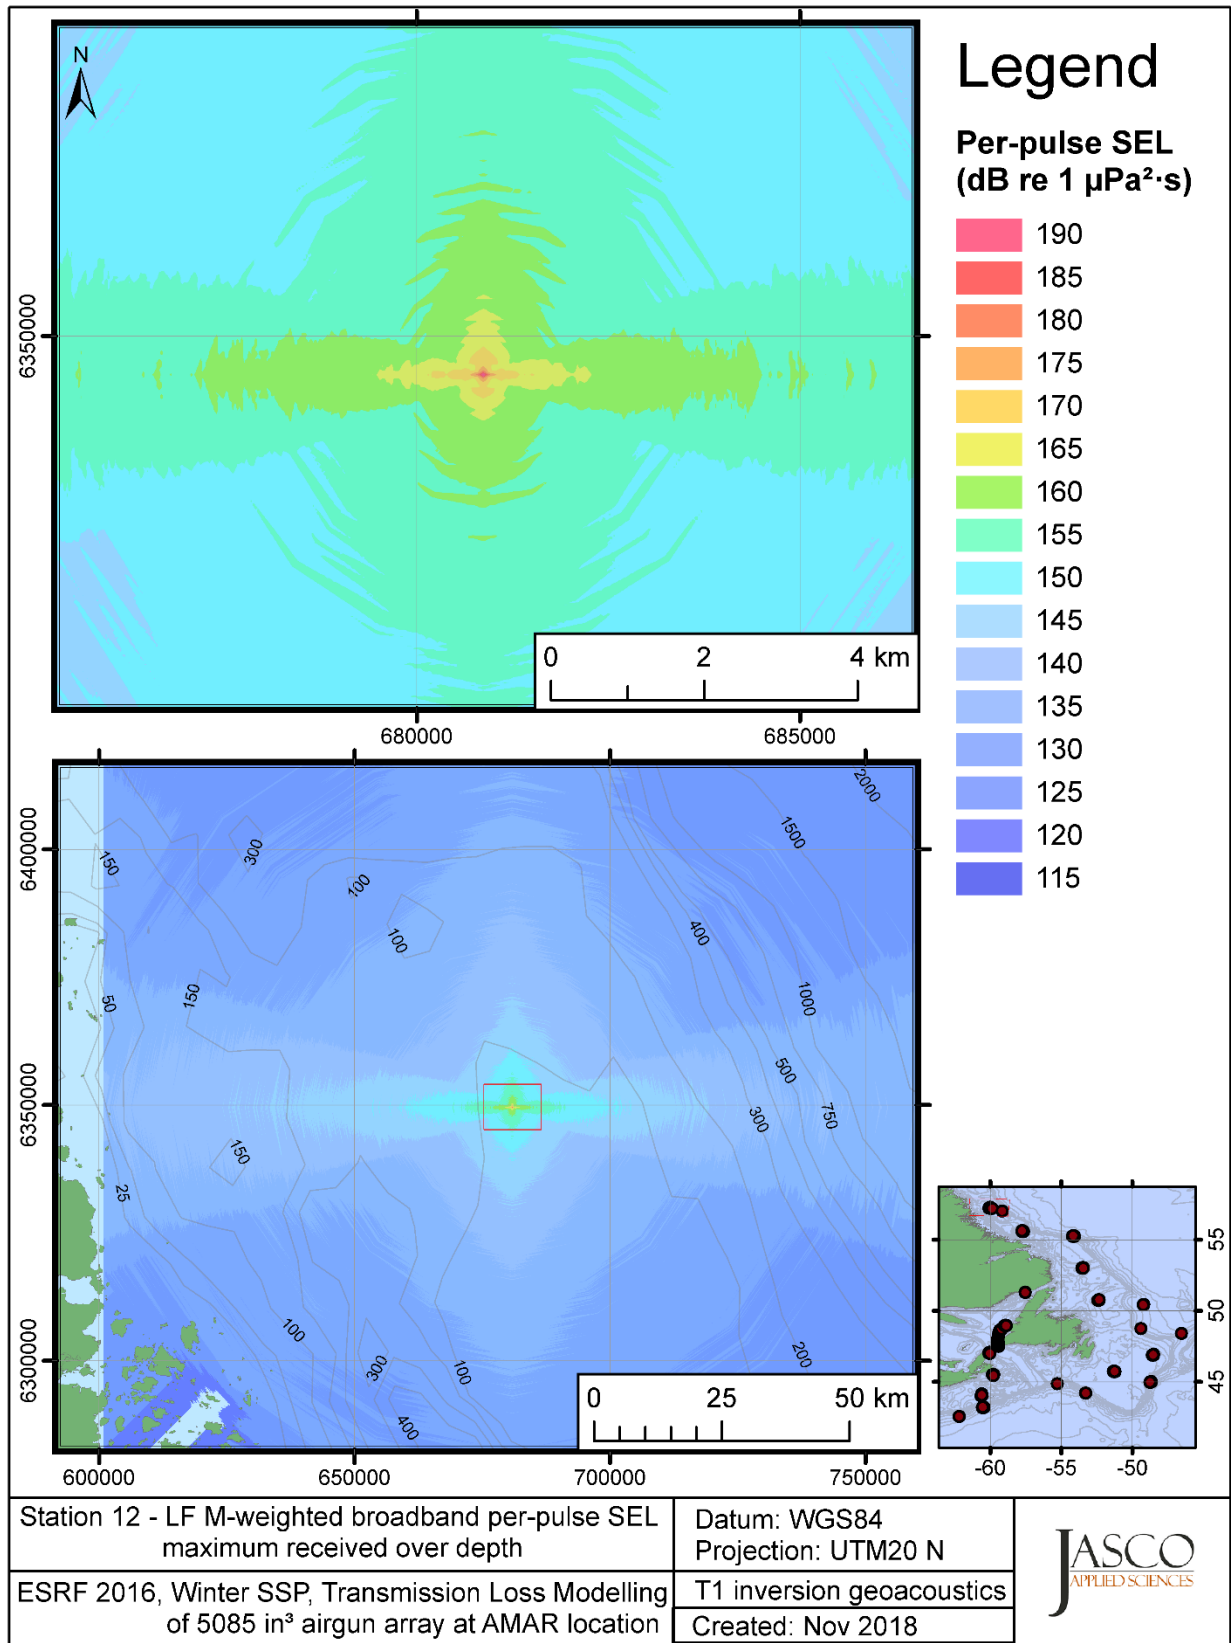 N
6350000
0 2 4 km
680000 685000
Legend
Per-pulse SEL
(dB re 1 µPa²·s)
190
185
180
175
170
165
160
155
150
145
140
135
130
125
120
115
6400000
6350000
6300000
150
300
100
100
150
50
150
25
100
300
400
100
200
2000
1500
400
1000
500
750
300
0 25 50 km
600000 650000 700000 750000
55
50
45
-60 -55 -50
Station 12 - LF M-weighted broadband per-pulse SEL
maximum received over depth
ESRF 2016, Winter SSP, Transmission Loss Modelling
of 5085 in³ airgun array at AMAR location
Datum: WGS84
Projection: UTM20 N
T1 inversion geoacoustics
Created: Nov 2018
JASCO
APPLIED SCIENCES